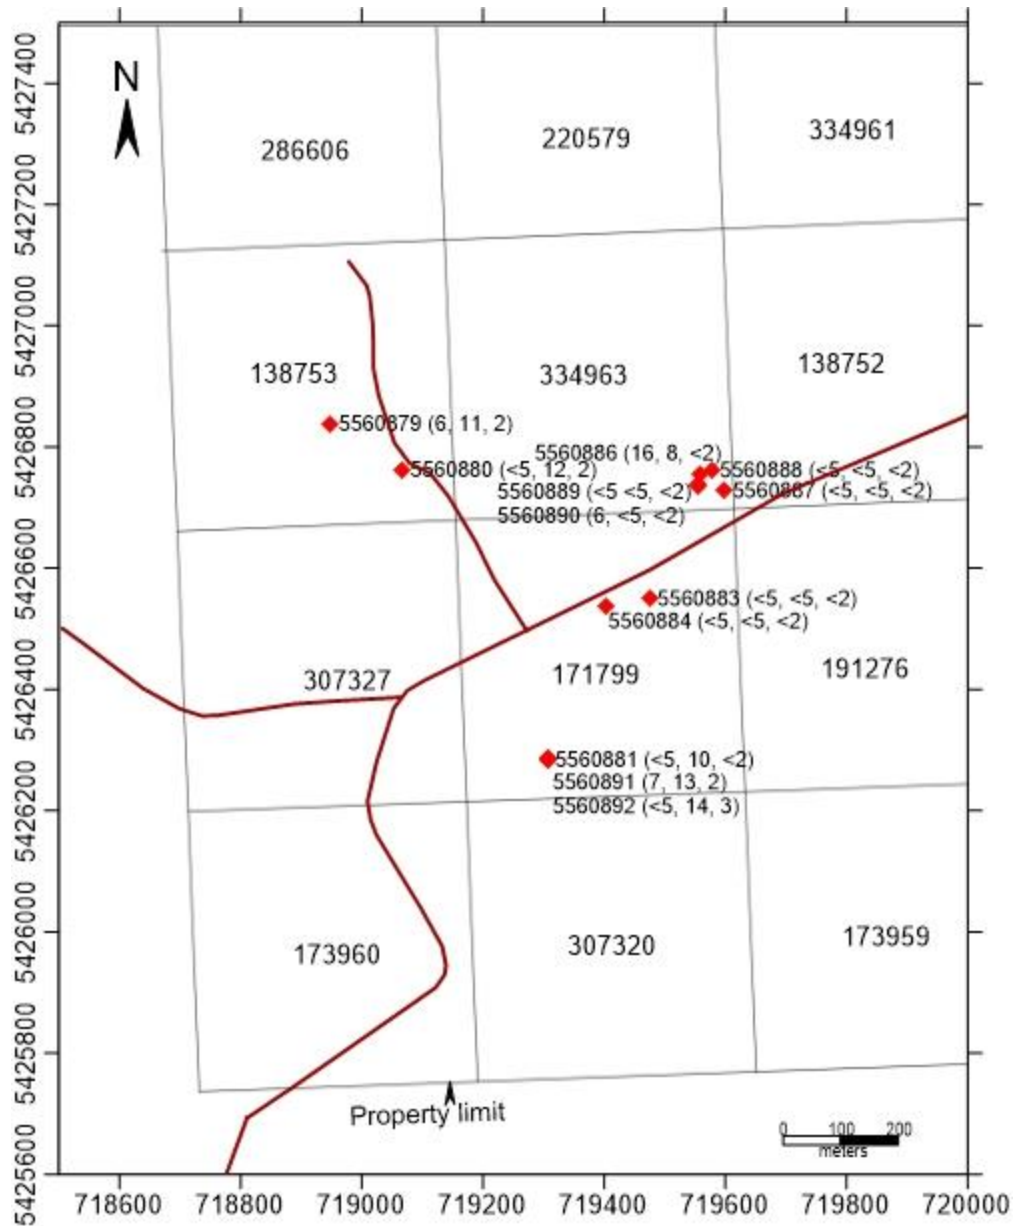 5427400
5427200
5427000
5426800
5426600
5426400
5426200
5426000
5425800
5425600
N
286606
220579
334961
138753
334963
138752
5560879 (6, 11, 2)
5560886 (16, 8, <2)
5560880 (<5, 12, 2)
5560888 (<5, <5, <2)
5560889 (<5 <5, <2)
5560887 (<5, <5, <2)
5560890 (6, <5, <2)
5560883 (<5, <5, <2)
5560884 (<5, <5, <2)
307327
171799
191276
5560881 (<5, 10, <2)
5560891 (7, 13, 2)
5560892 (<5, 14, 3)
173960
307320
173959
Property limit
0 100 200
meters
718600 718800 719000 719200 719400 719600 719800 720000